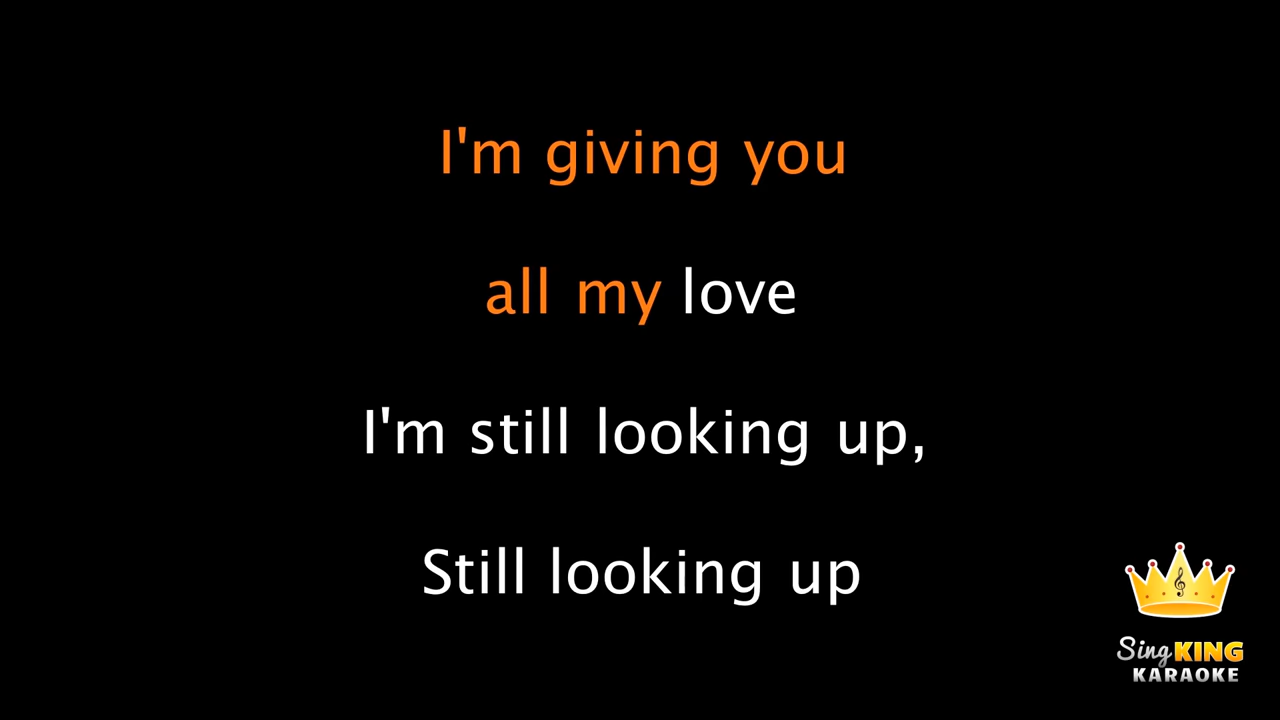 I'm giving you
all my love
I'm still looking up,
Still looking up
Sing KING
KARAOKE